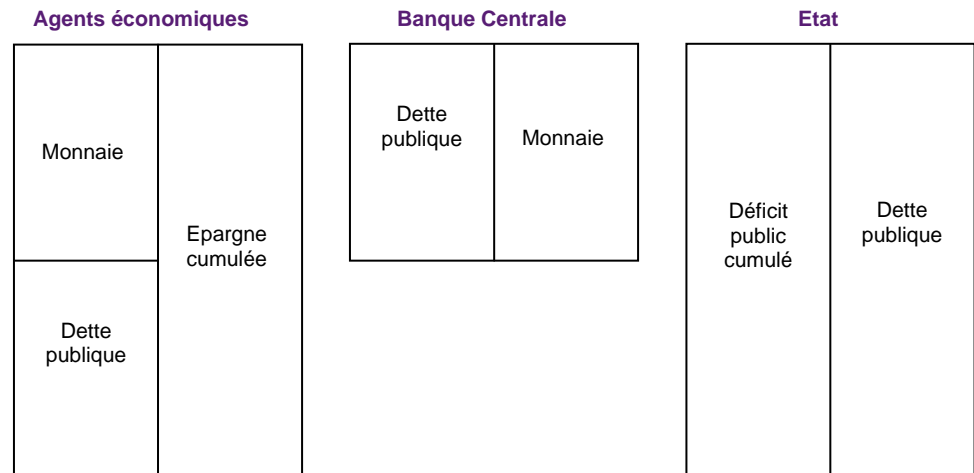 Agents économiques
Banque Centrale
Etat
Monnaie
Dette
publique
Epargne
cumulée
Dette
publique
Monnaie
Déficit
public
cumulé
Dette
publique